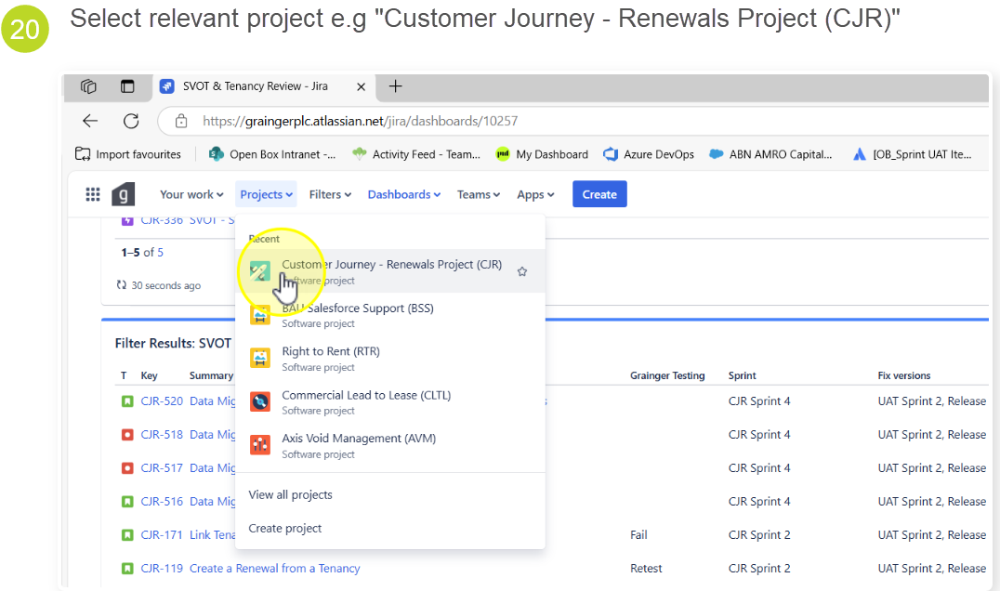 20
Select relevant project e.g "Customer Journey - Renewals Project (CJR)"
SVOT & Tenancy Review - Jira
https://graingerplc.atlassian.net/jira/dashboards/10257
Import favourites Open Box Intranet -... Activity Feed - Team... My Dashboard Azure DevOps ABN AMRO Capital... [OB_Sprint UAT Ite...
g Your work Projects Filters Dashboards Teams Apps Create
CJR-336 SVOT - S
Recent
1–5 of 5
Customer Journey - Renewals Project (CJR)
Software project
30 seconds ago
BAU Salesforce Support (BSS)
Software project
Filter Results: SVOT
Right to Rent (RTR)
Software project
T Key Summary Grainger Testing Sprint Fix versions
Commercial Lead to Lease (CLTL)
Software project
CJR-520 Data Mig CJR Sprint 4 UAT Sprint 2, Release
CJR-518 Data Mig CJR Sprint 4 UAT Sprint 2, Release
Axis Void Management (AVM)
Software project
CJR-517 Data Mig CJR Sprint 4 UAT Sprint 2, Release
View all projects
CJR-516 Data Mig CJR Sprint 4 UAT Sprint 2, Release
Create project
CJR-171 Link Tena Fail CJR Sprint 2 UAT Sprint 2, Release
CJR-119 Create a Renewal from a Tenancy Retest CJR Sprint 2 UAT Sprint 2, Release